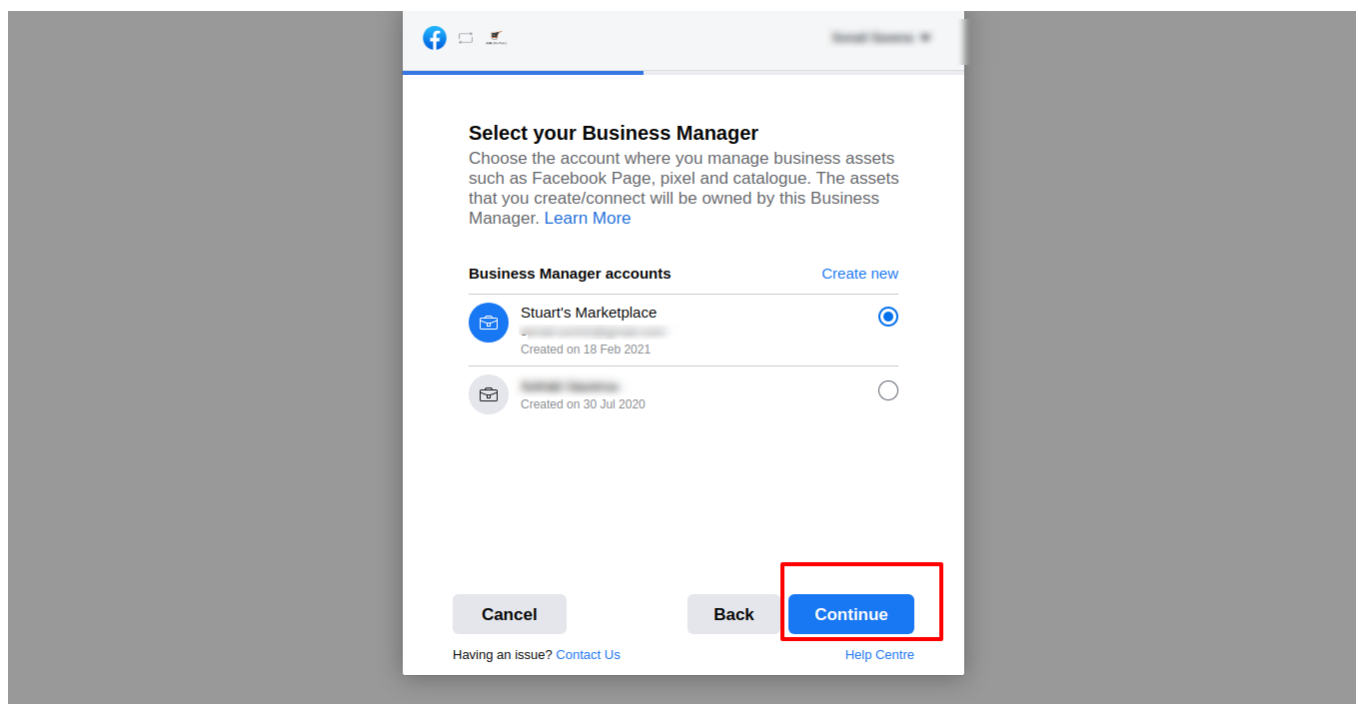 Select your Business Manager
Choose the account where you manage business assets
such as Facebook Page, pixel and catalogue. The assets
that you create/connect will be owned by this Business
Manager. Learn More
Business Manager accounts Create new
Stuart's Marketplace
Created on 18 Feb 2021
Created on 30 Jul 2020
Cancel Back Continue
Having an issue? Contact Us Help Centre